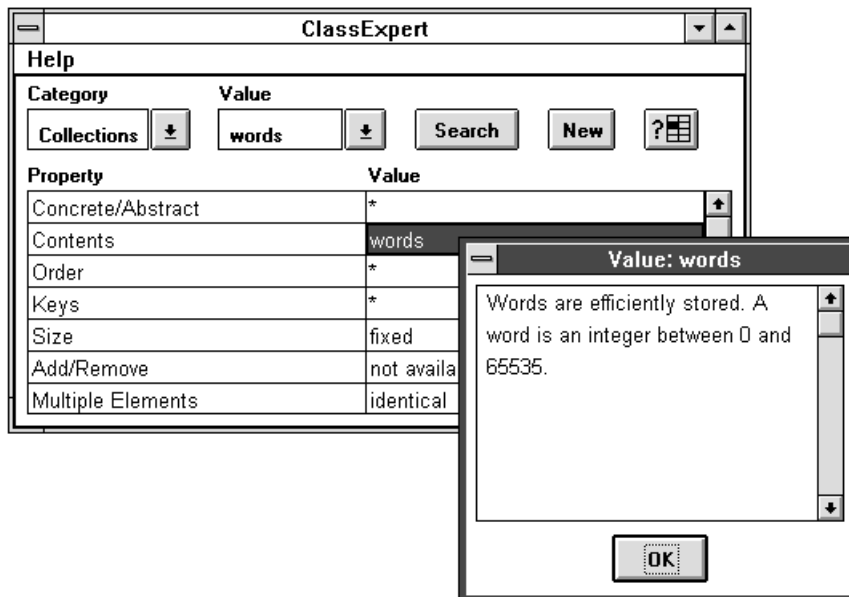 ClassExpert
Help
Category Value
Collections words Search New ?
Property Value
Concrete/Abstract *
Contents words
Order *
Keys *
Size fixed
Add/Remove not availa
Multiple Elements identical
Value: words
Words are efficiently stored. A
word is an integer between 0 and
65535.
OK